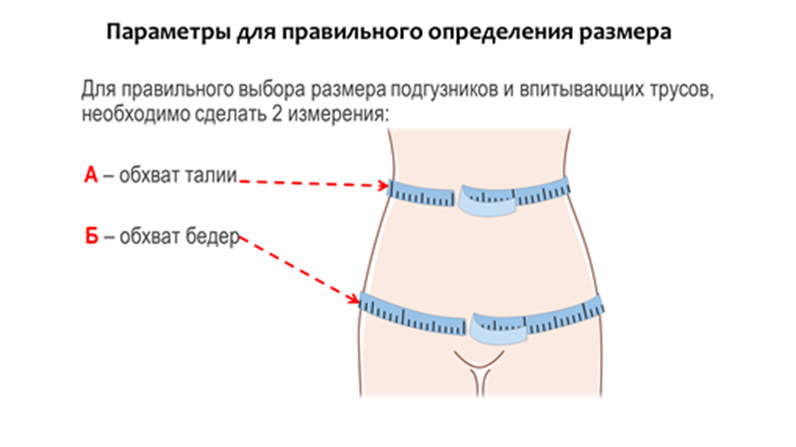 Параметры для правильного определения размера
Для правильного выбора размера подгузников и впитывающих трусов,
необходимо сделать 2 измерения:
А – обхват талии
Б – обхват бедер